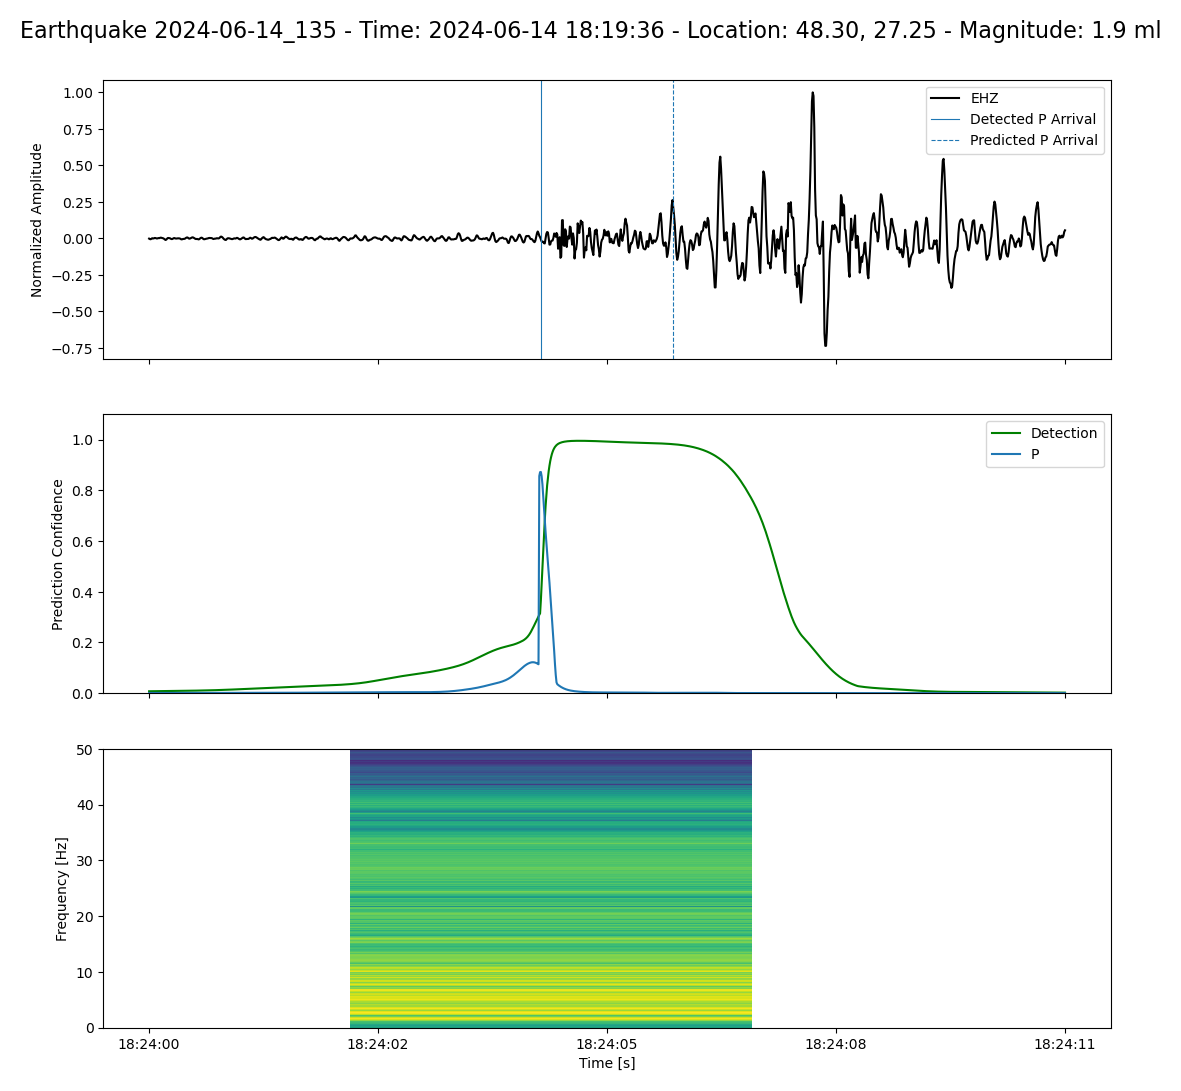 Earthquake 2024-06-14_135 - Time: 2024-06-14 18:19:36 - Location: 48.30, 27.25 - Magnitude: 1.9 ml
1.00
0.75
0.50
0.25
0.00
−0.25
−0.50
−0.75
Normalized Amplitude
EHZ
Detected P Arrival
Predicted P Arrival
1.0
0.8
0.6
0.4
0.2
0.0
Prediction Confidence
Detection
P
50
40
30
20
10
0
Frequency [Hz]
18:24:00 18:24:02 18:24:05 18:24:08 18:24:11
Time [s]